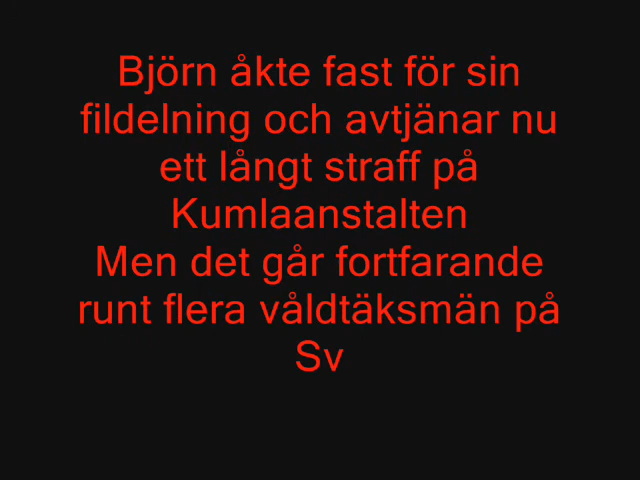 Björn åkte fast för sin
fildelning och avtjänar nu
ett långt straff på
Kumlaanstalten
Men det går fortfarande
runt flera våldtäksmän på
Sv